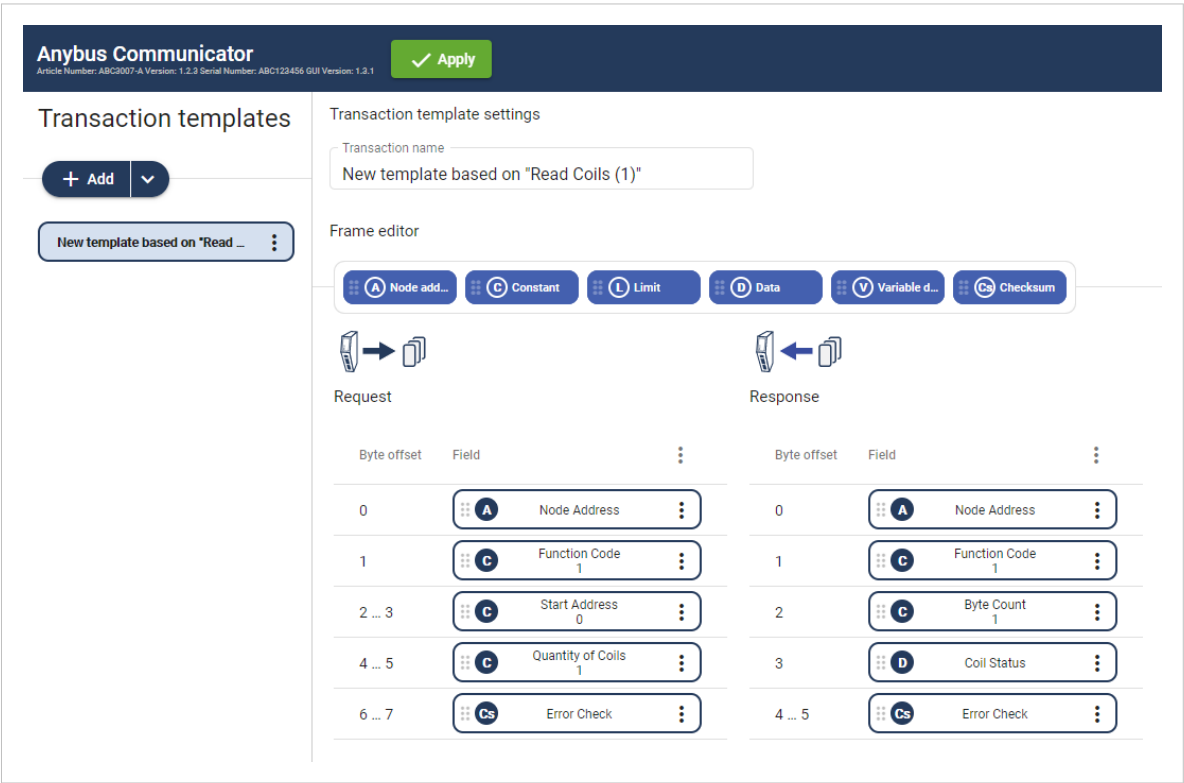 Anybus Communicator
Article Number: ABC3007-A Version: 1.2.3 Serial Number: ABC123456 GUI Version: 1.3.1
Apply
Transaction templates
Add
New template based on "Read ...
Transaction template settings
Transaction name
New template based on "Read Coils (1)"
Frame editor
A Node add...
C Constant
L Limit
D Data
V Variable d...
Cs Checksum
Request
Byte offset Field
0 A Node Address
1 C Function Code
1
2 ... 3 C Start Address
0
4 ... 5 C Quantity of Coils
1
6 ... 7 Cs Error Check
Response
Byte offset Field
0 A Node Address
1 C Function Code
1
2 C Byte Count
1
3 D Coil Status
4 ... 5 Cs Error Check